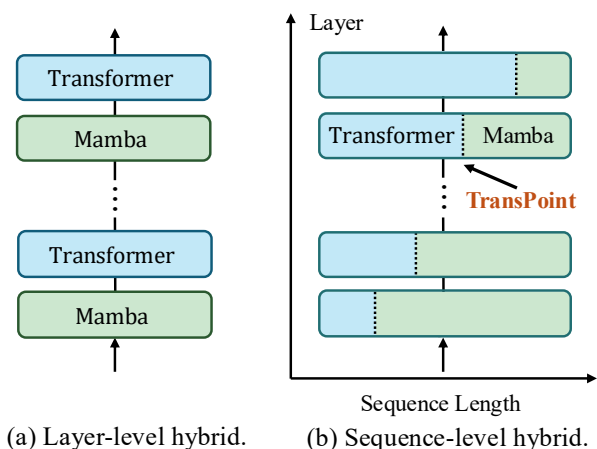 Transformer
Mamba
Transformer
Mamba
(a) Layer-level hybrid.
Layer
Transformer Mamba
TransPoint
Sequence Length
(b) Sequence-level hybrid.